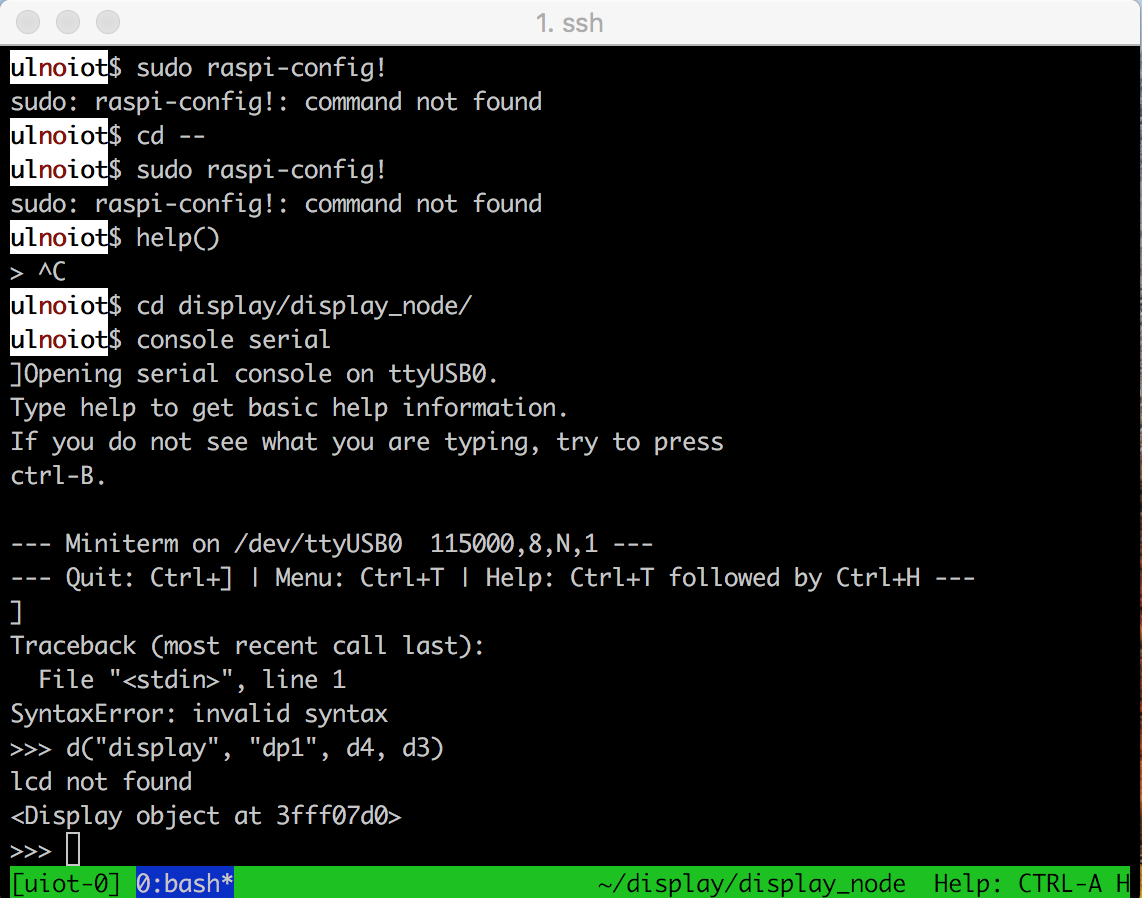 1. ssh
ulnoiot$ sudo raspi-config!
sudo: raspi-config!: command not found
ulnoiot$ cd --
ulnoiot$ sudo raspi-config!
sudo: raspi-config!: command not found
ulnoiot$ help()
> ^C
ulnoiot$ cd display/display_node/
ulnoiot$ console serial
]Opening serial console on ttyUSB0.
Type help to get basic help information.
If you do not see what you are typing, try to press
ctrl-B.
--- Miniterm on /dev/ttyUSB0  115000,8,N,1 ---
--- Quit: Ctrl+] | Menu: Ctrl+T | Help: Ctrl+T followed by Ctrl+H ---
]
Traceback (most recent call last):
  File "<stdin>", line 1
SyntaxError: invalid syntax
>>> d("display", "dp1", d4, d3)
lcd not found
<Display object at 3fff07d0>
>>>
[uiot-0] 0:bash* ~/display/display_node  Help: CTRL-A H